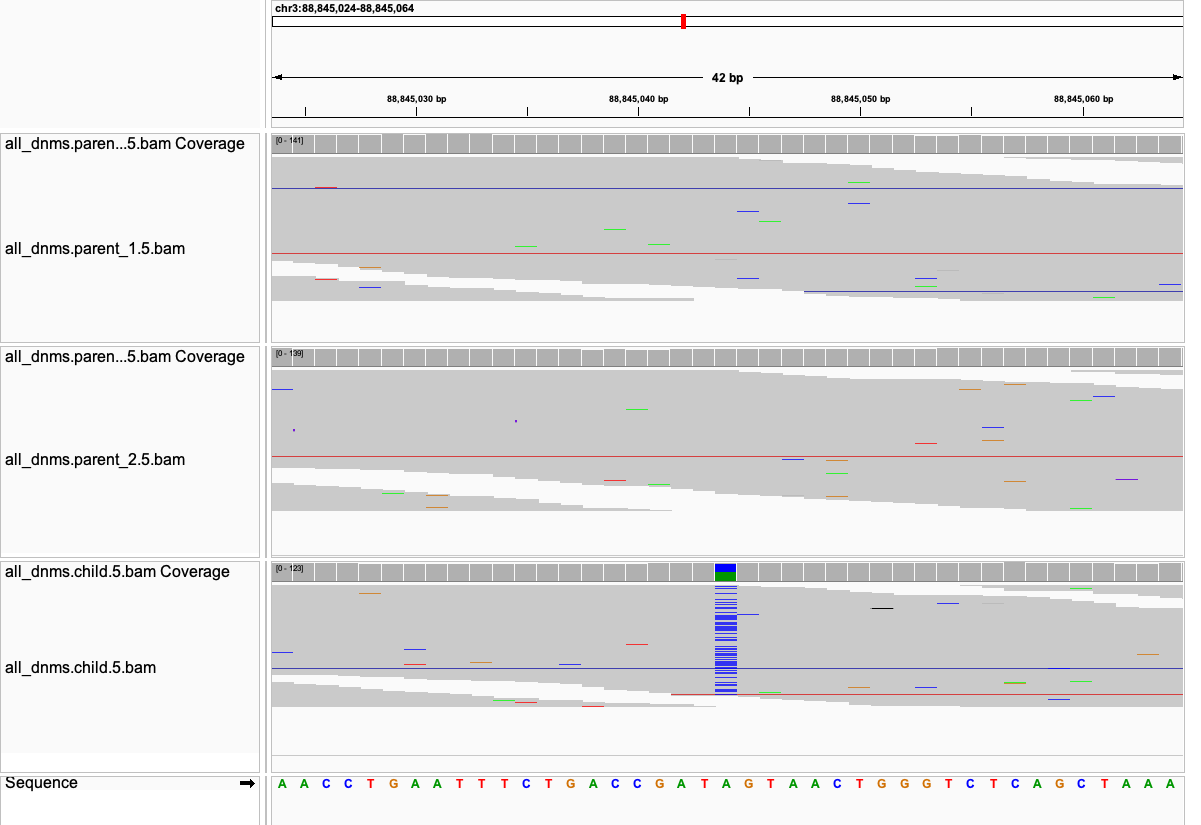 chr3:88,845,024-88,845,064
42 bp
88,845,030 bp 88,845,040 bp 88,845,050 bp 88,845,060 bp
all_dnms.paren...5.bam Coverage
[0 - 141]
all_dnms.parent_1.5.bam
all_dnms.paren...5.bam Coverage
[0 - 139]
all_dnms.parent_2.5.bam
all_dnms.child.5.bam Coverage
[0 - 123]
all_dnms.child.5.bam
Sequence A A C C T G A A T T T C T G A C C G A T A G T A A C T G G G T C T C A G C T A A A